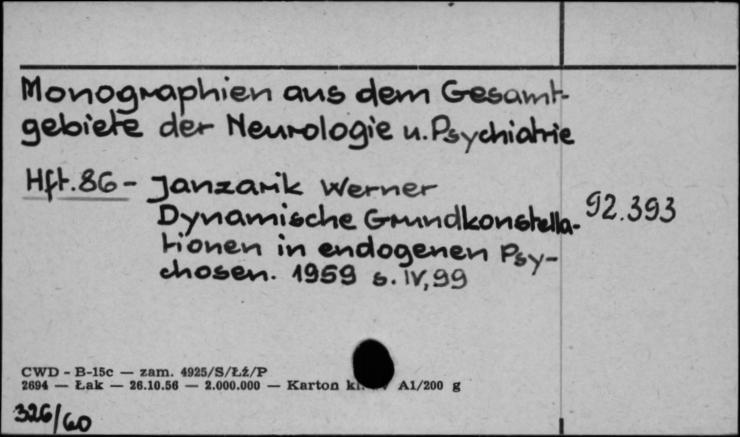 Monographien aus dem Gesamt-
gebiete der Neurologie u. Psychiatrie
Hft. 86 - Janzarik Werner
Dynamische Grundkonstella-
tionen in endogenen Psy-
chosen. 1959 s. IV, 99
92.393
CWD - B-15c — zam. 4925/S/Łż/P
2694 — Łak — 26.10.56 — 2.000.000 — Karton A1/200 g
326/60